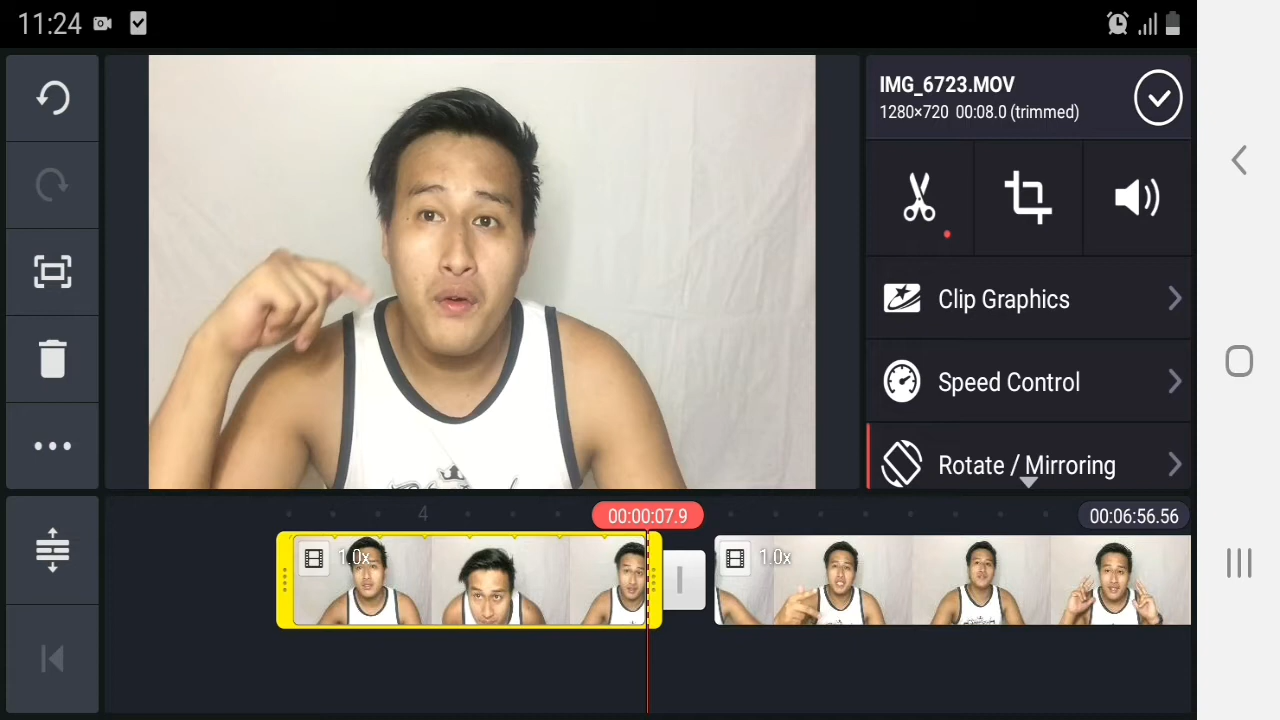 11:24
IMG_6723.MOV
1280×720 00:08.0 (trimmed)
Clip Graphics
Speed Control
Rotate / Mirroring
4
00:00:07.9
00:06:56.56
1.0x
1.0x